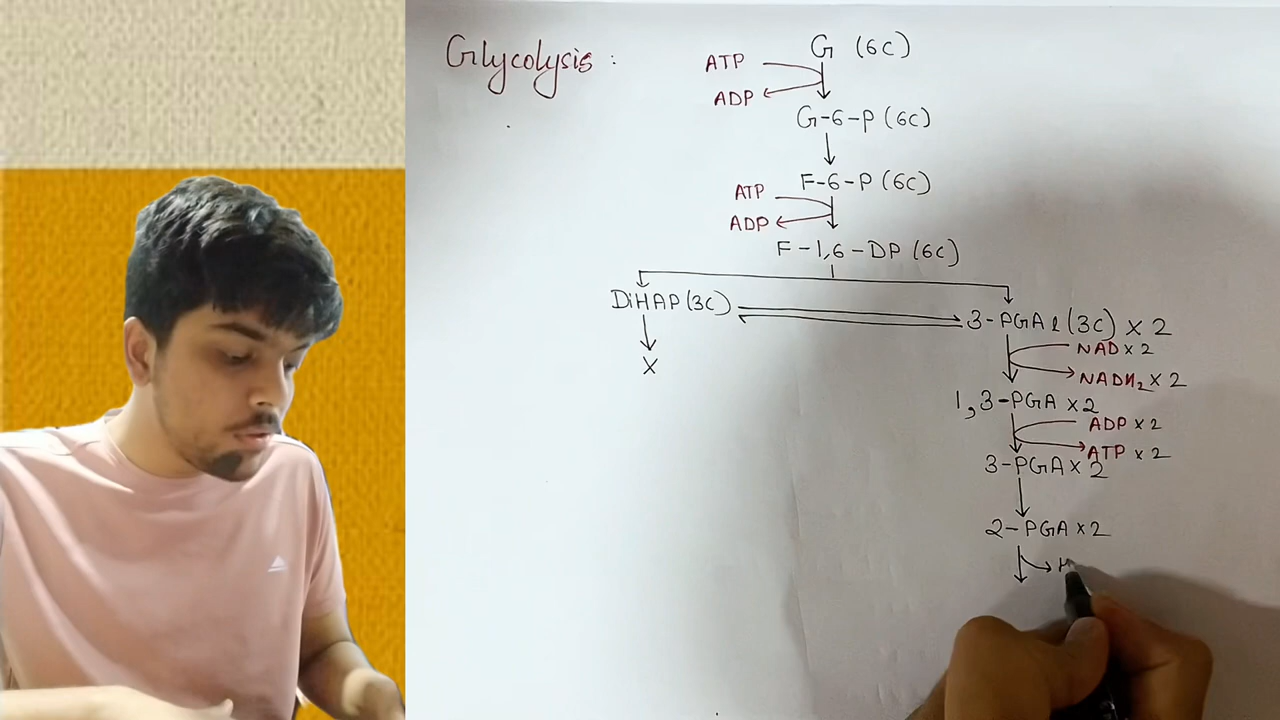 Glycolysis :
G (6C)
ATP
ADP
G-6-P (6C)
F-6-P (6C)
ATP
ADP
F-1,6-DP (6C)
DiHAP (3C)
3-PGAl (3C) × 2
X
NAD × 2
NADH₂ × 2
1,3-PGA × 2
ADP × 2
ATP × 2
3-PGA × 2
2-PGA × 2
H